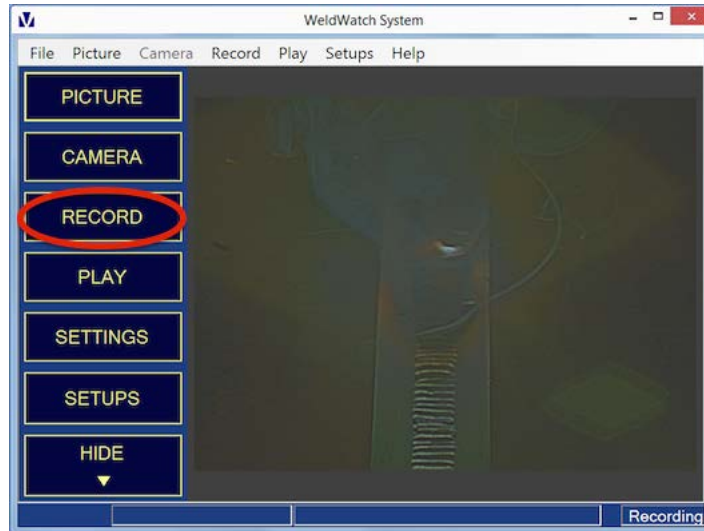 WeldWatch System
File Picture Camera Record Play Setups Help
PICTURE
CAMERA
RECORD
PLAY
SETTINGS
SETUPS
HIDE
Recording